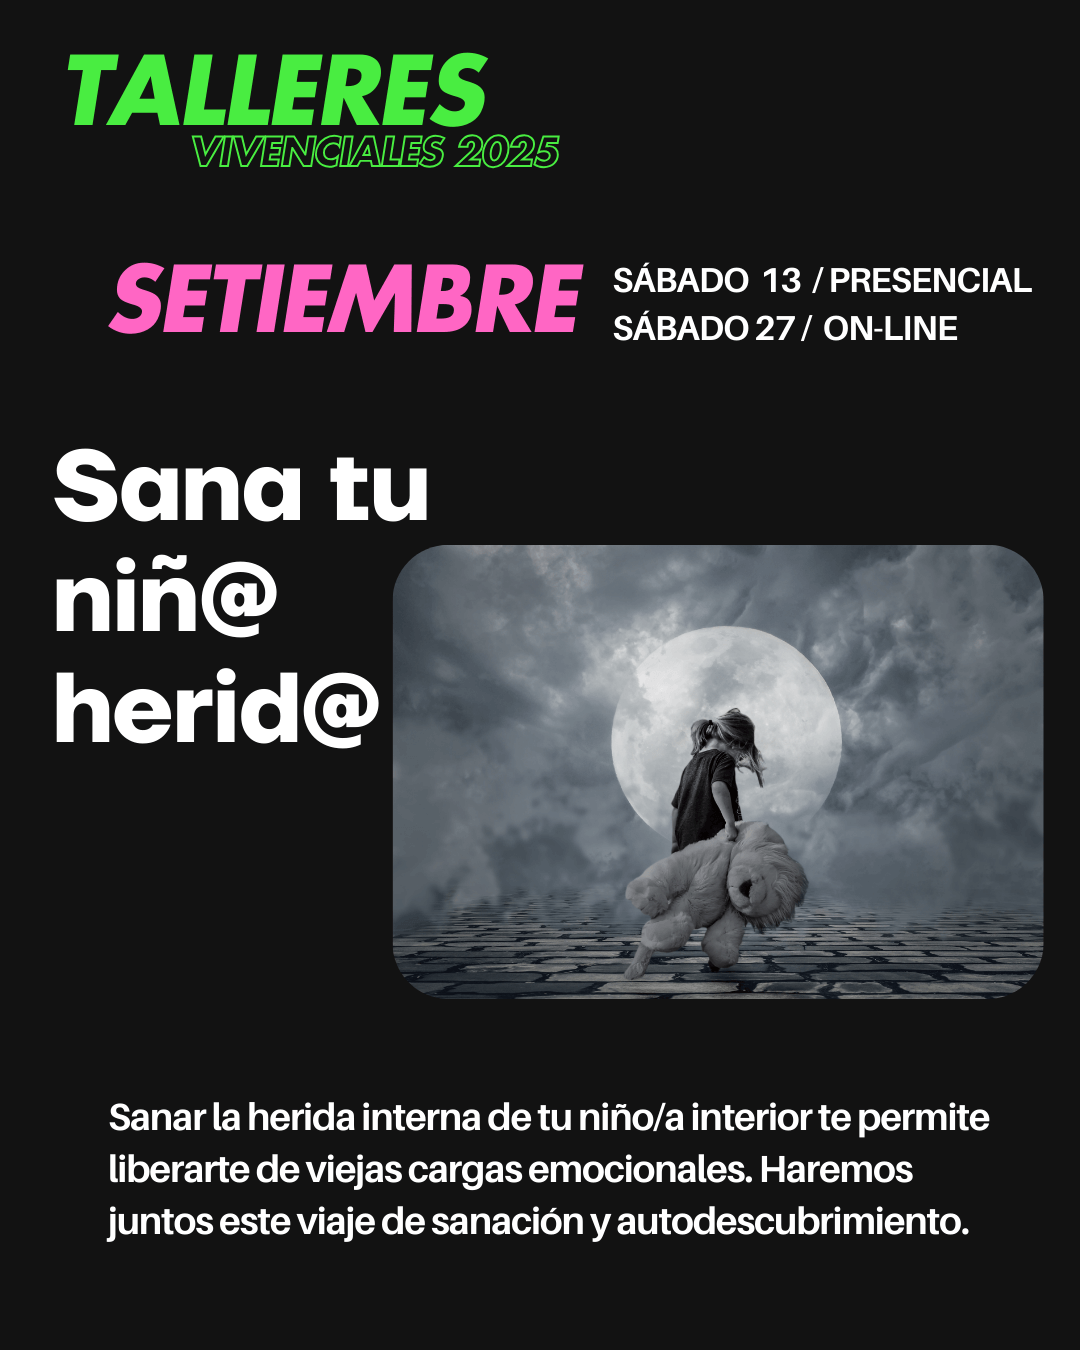 TALLERES
VIVENCIALES 2025
SETIEMBRE
SÁBADO 13 / PRESENCIAL
SÁBADO 27 / ON-LINE
Sana tu
niñ@
herid@
Sanar la herida interna de tu niño/a interior te permite
liberarte de viejas cargas emocionales. Haremos
juntos este viaje de sanación y autodescubrimiento.